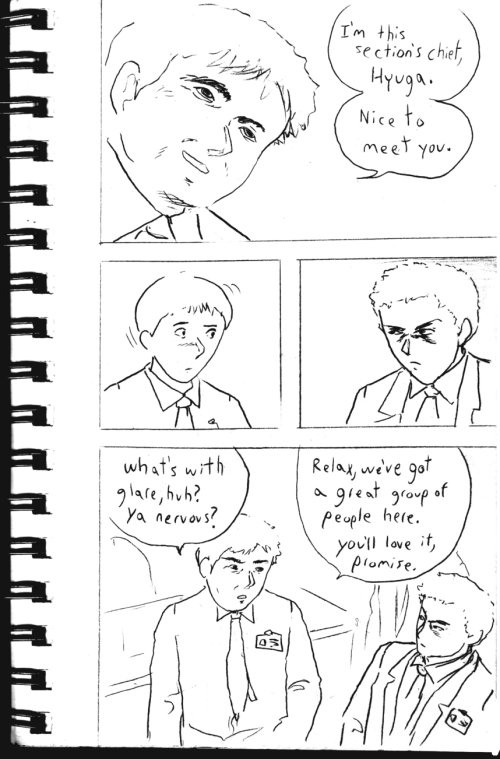 I'm this
section's chief,
Hyuga.
Nice to
meet you.
what's with
glare, huh?
Ya nervous?
Relax, we've got
a great group of
people here.
you'll love it,
promise.